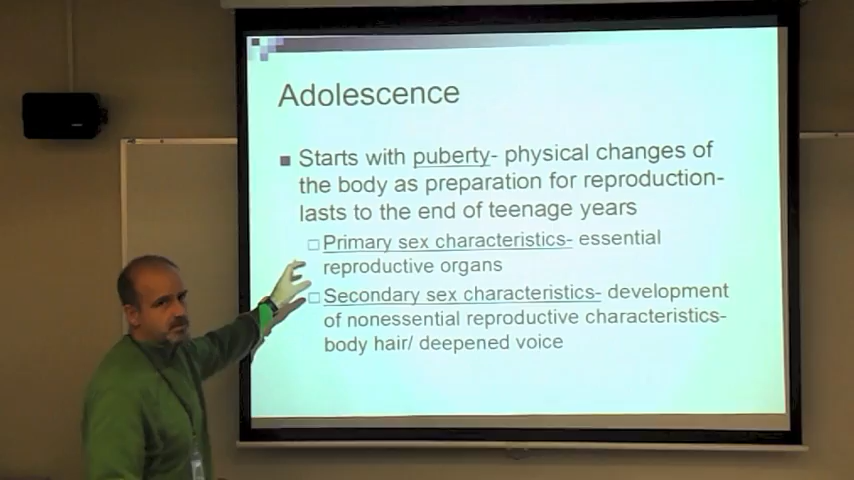 Adolescence
Starts with puberty- physical changes of
the body as preparation for reproduction-
lasts to the end of teenage years
Primary sex characteristics- essential
reproductive organs
Secondary sex characteristics- development
of nonessential reproductive characteristics-
body hair/ deepened voice